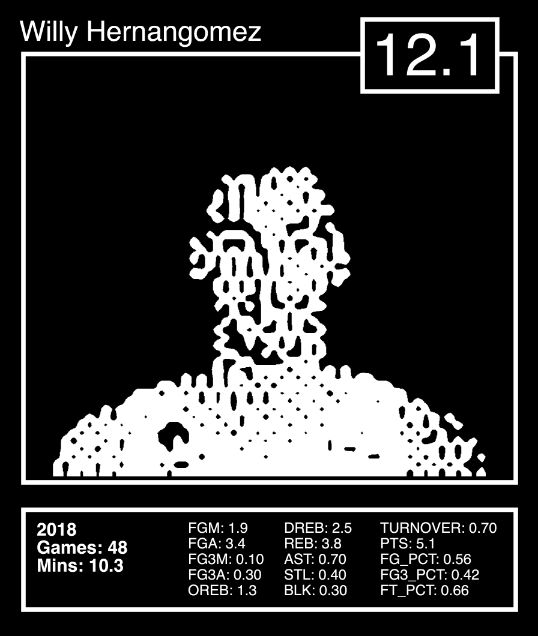 Willy Hernangomez
12.1
2018
Games: 48
Mins: 10.3
FGM: 1.9
FGA: 3.4
FG3M: 0.10
FG3A: 0.30
OREB: 1.3
DREB: 2.5
REB: 3.8
AST: 0.70
STL: 0.40
BLK: 0.30
TURNOVER: 0.70
PTS: 5.1
FG_PCT: 0.56
FG3_PCT: 0.42
FT_PCT: 0.66